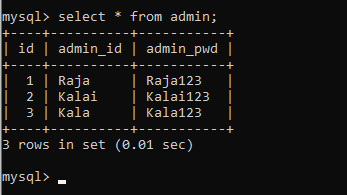 mysql> select * from admin;
+----+----------+-----------+
| id | admin_id | admin_pwd |
+----+----------+-----------+
|  1 | Raja     | Raja123   |
|  2 | Kalai    | Kalai123  |
|  3 | Kala     | Kala123   |
+----+----------+-----------+
3 rows in set (0.01 sec)
mysql> _